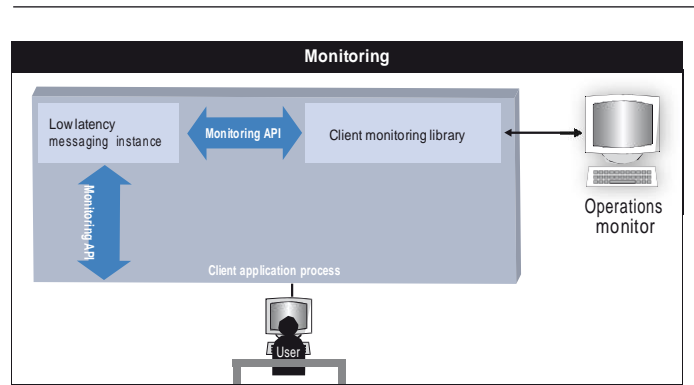 Monitoring
Low latency
messaging instance
Monitoring API
Client monitoring library
Monitoring API
Operations
monitor
Client application process
User